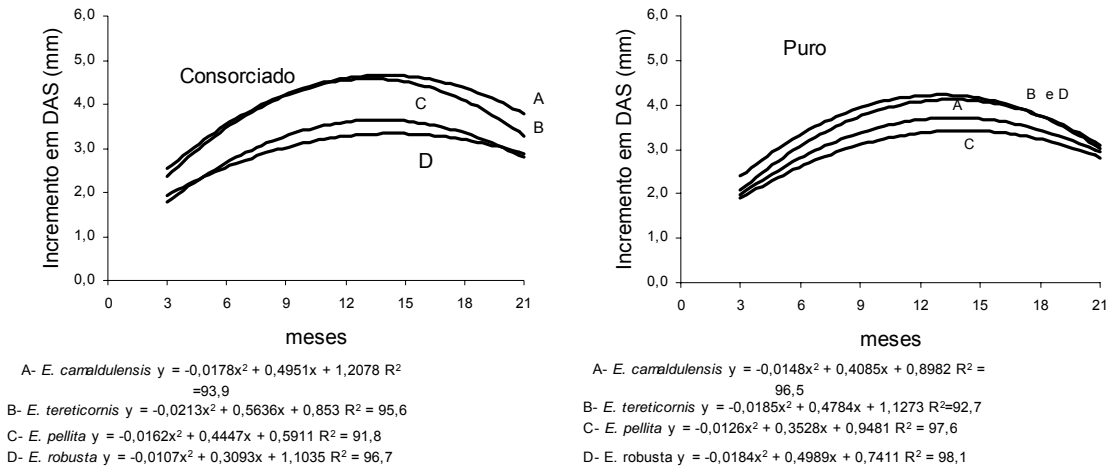 Incremento em DAS (mm)
6,0
5,0
4,0
3,0
2,0
1,0
0,0
Consorciado
A
B
C
D
0 3 6 9 12 15 18 21
meses
A- E. camaldulensis y = -0,0178x² + 0,4951x + 1,2078 R²
=93,9
B- E. tereticornis y = -0,0213x² + 0,5636x + 0,853 R² = 95,6
C- E. pellita y = -0,0162x² + 0,4447x + 0,5911 R² = 91,8
D- E. robusta y = -0,0107x² + 0,3093x + 1,1035 R² = 96,7
Incremento em DAS (mm)
6,0
5,0
4,0
3,0
2,0
1,0
0,0
Puro
B e D
A
C
0 3 6 9 12 15 18 21
meses
A- E. camaldulensis y = -0,0148x² + 0,4085x + 0,8982 R² =
96,5
B- E. tereticornis y = -0,0185x² + 0,4784x + 1,1273 R²=92,7
C- E. pellita y = -0,0126x² + 0,3528x + 0,9481 R² = 97,6
D- E. robusta y = -0,0184x² + 0,4989x + 0,7411 R² = 98,1